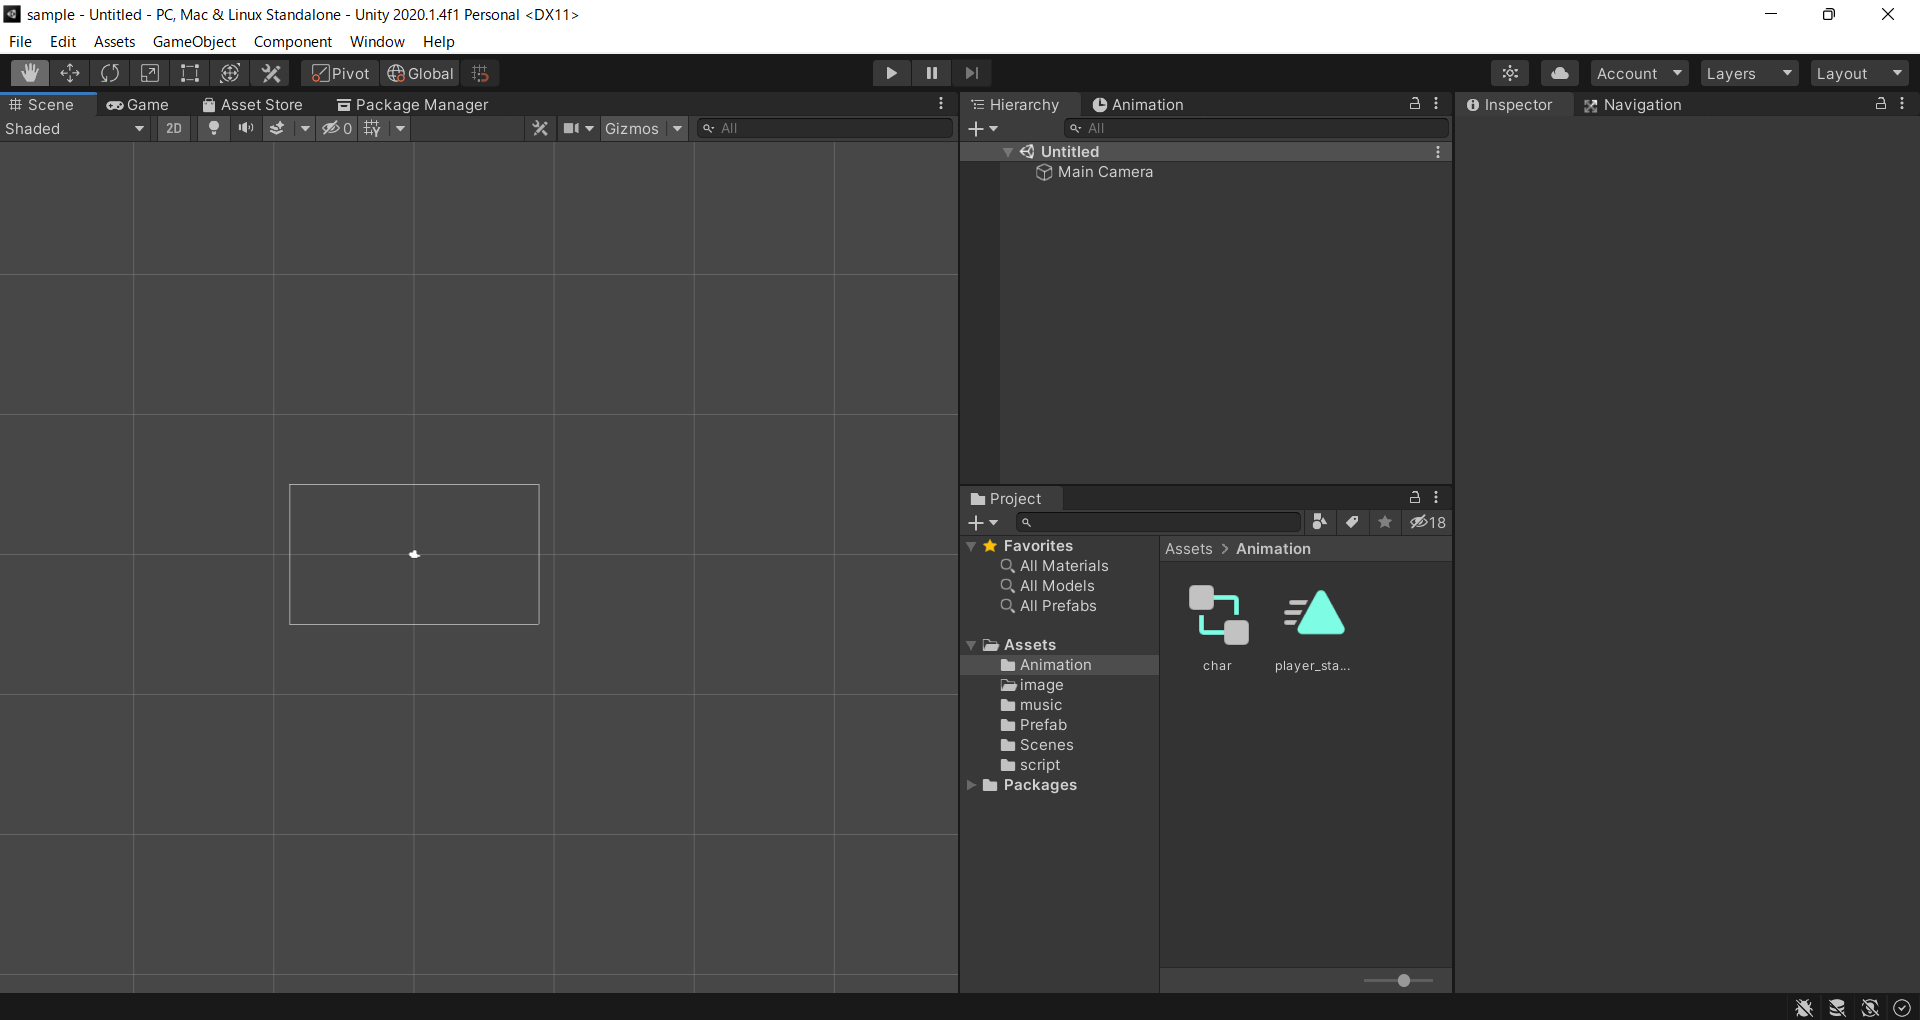 sample - Untitled - PC, Mac & Linux Standalone - Unity 2020.1.4f1 Personal <DX11>
File Edit Assets GameObject Component Window Help
Pivot Global Account Layers Layout
Scene Game Asset Store Package Manager
Shaded 2D 0 Gizmos All
Hierarchy Animation
All
Untitled
Main Camera
Project
18
Favorites
All Materials
All Models
All Prefabs
Assets
Animation
image
music
Prefab
Scenes
script
Packages
Assets > Animation
char player_sta...
Inspector Navigation